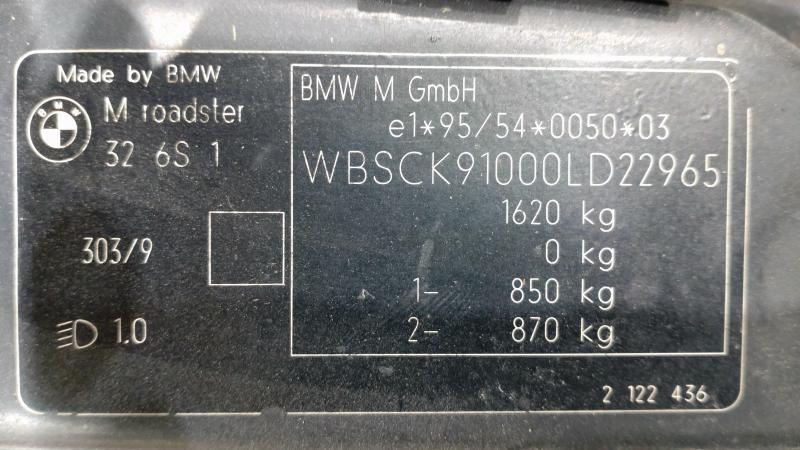 Made by BMW
BMW
M roadster
32 6S 1
303/9
1.0
BMW M GmbH
e1*95/54*0050*03
WBSCK91000LD22965
1620 kg
0 kg
1- 850 kg
2- 870 kg
2 122 436